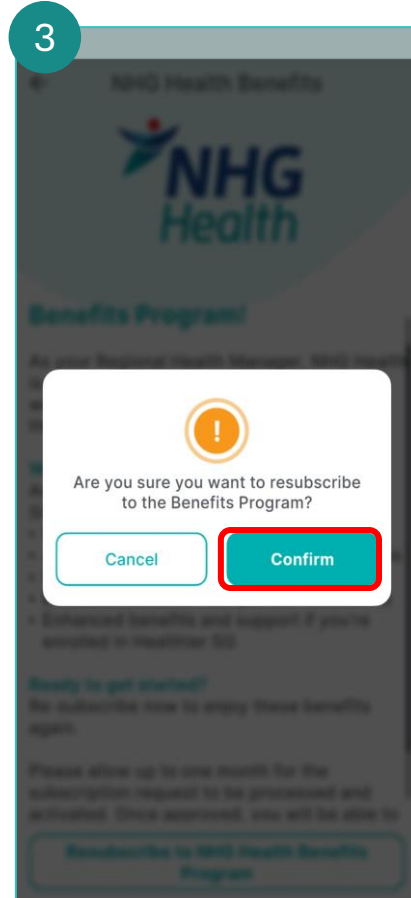 3
NHG Health Benefits
NHG
Health
Benefits Program!
As your Regional Health Manager, NHG Health
Are you sure you want to resubscribe
to the Benefits Program?
Cancel
Confirm
• Enhanced benefits and support if you're
enrolled in Healthier SG
Ready to get started?
Re-subscribe now to enjoy these benefits
again.
Please allow up to one month for the
subscription request to be processed and
activated. Once approved, you will be able to
Resubscribe to NHG Health Benefits
Program